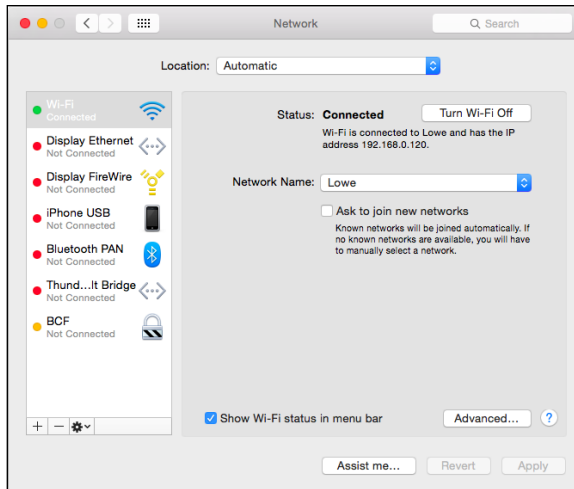 Network
Search
Location: Automatic
Wi-Fi
Connected
Display Ethernet
Not Connected
Display FireWire
Not Connected
iPhone USB
Not Connected
Bluetooth PAN
Not Connected
Thund...lt Bridge
Not Connected
BCF
Not Connected
Status: Connected
Turn Wi-Fi Off
Wi-Fi is connected to Lowe and has the IP
address 192.168.0.120.
Network Name: Lowe
Ask to join new networks
Known networks will be joined automatically. If
no known networks are available, you will have
to manually select a network.
Show Wi-Fi status in menu bar
Advanced...
?
Assist me...
Revert
Apply